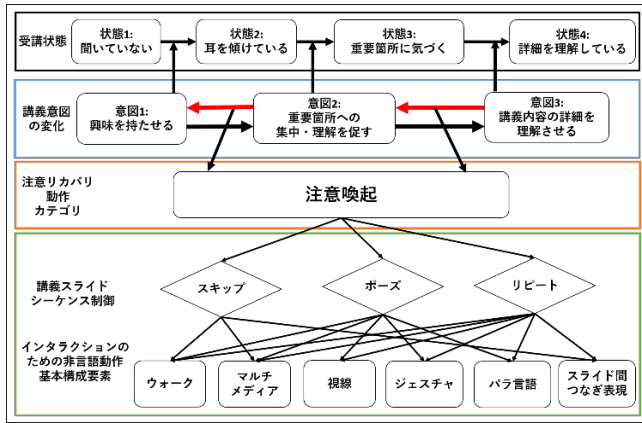 受講状態
状態1:
聞いていない
状態2:
耳を傾けている
状態3:
重要箇所に気づく
状態4:
詳細を理解している
講義意図
の変化
意図1:
興味を持たせる
意図2:
重要箇所への
集中・理解を促す
意図3:
講義内容の詳細を
理解させる
注意リカバリ
動作
カテゴリ
注意喚起
講義スライド
シーケンス制御
スキップ
ポーズ
リピート
インタラクションの
ための非言語動作
基本構成要素
ウォーク
マルチ
メディア
視線
ジェスチャ
パラ言語
スライド間
つなぎ表現